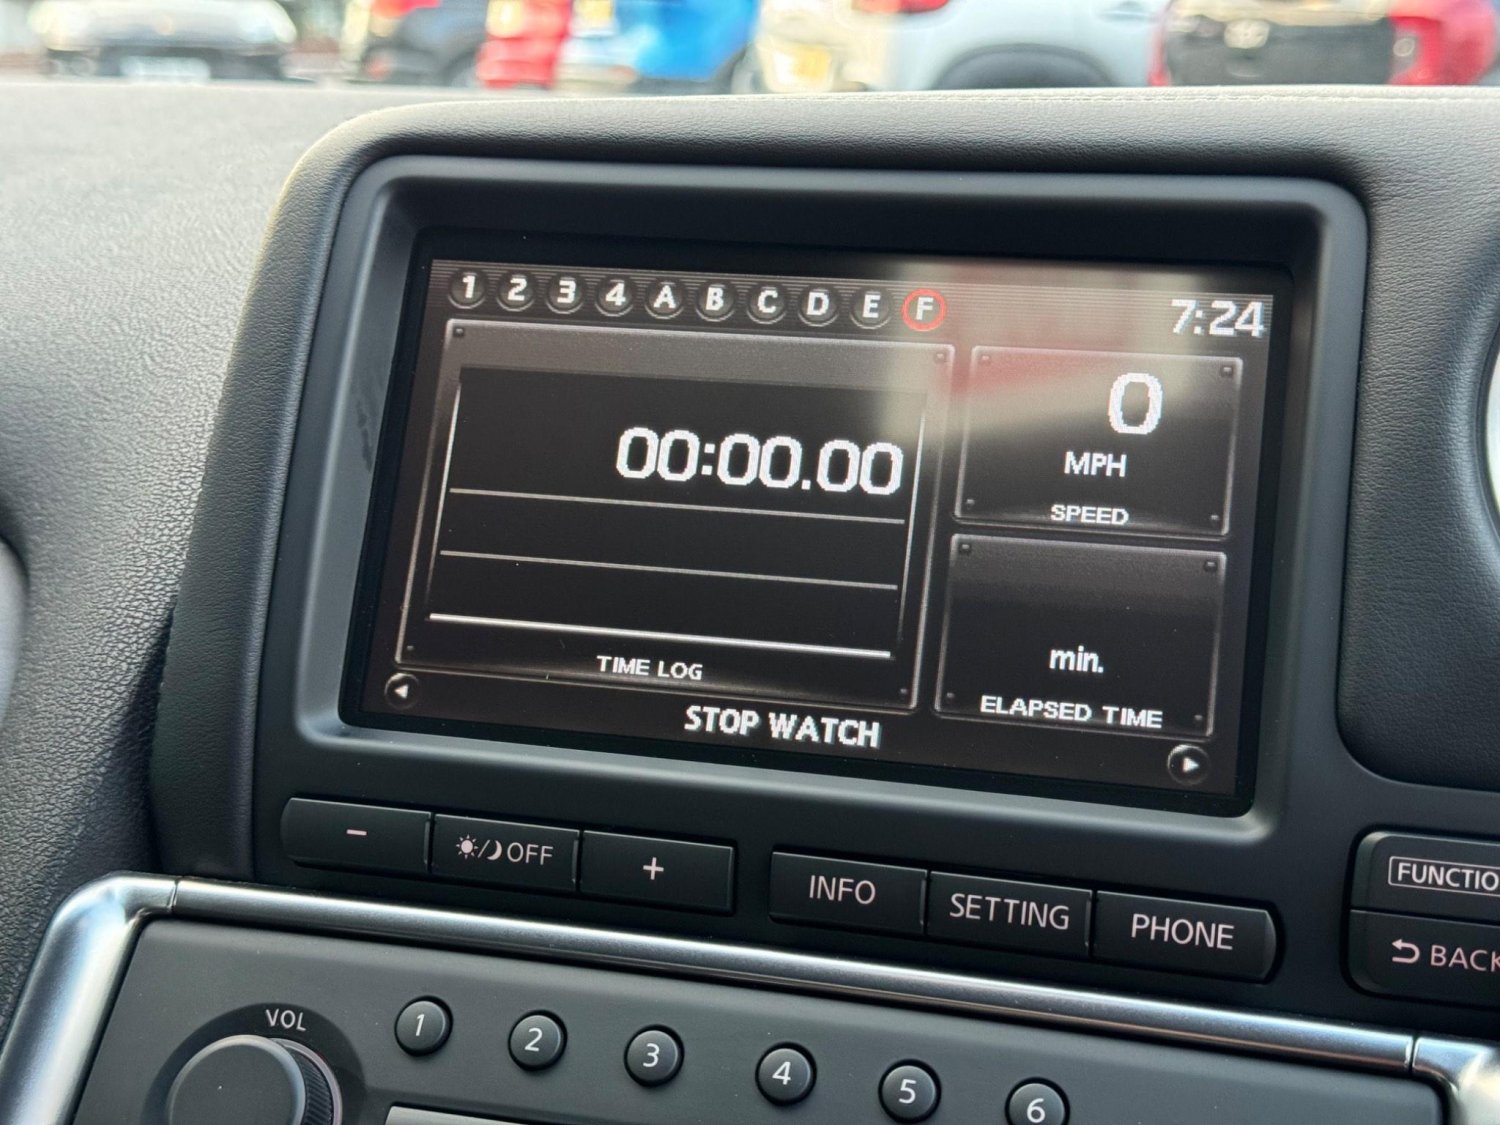 1 2 3 4 A B C D E F 7:24
00:00.00
0
MPH
SPEED
TIME LOG
min.
ELAPSED TIME
STOP WATCH
- OFF +
INFO SETTING PHONE
BACK
VOL
1 2 3 4 5 6